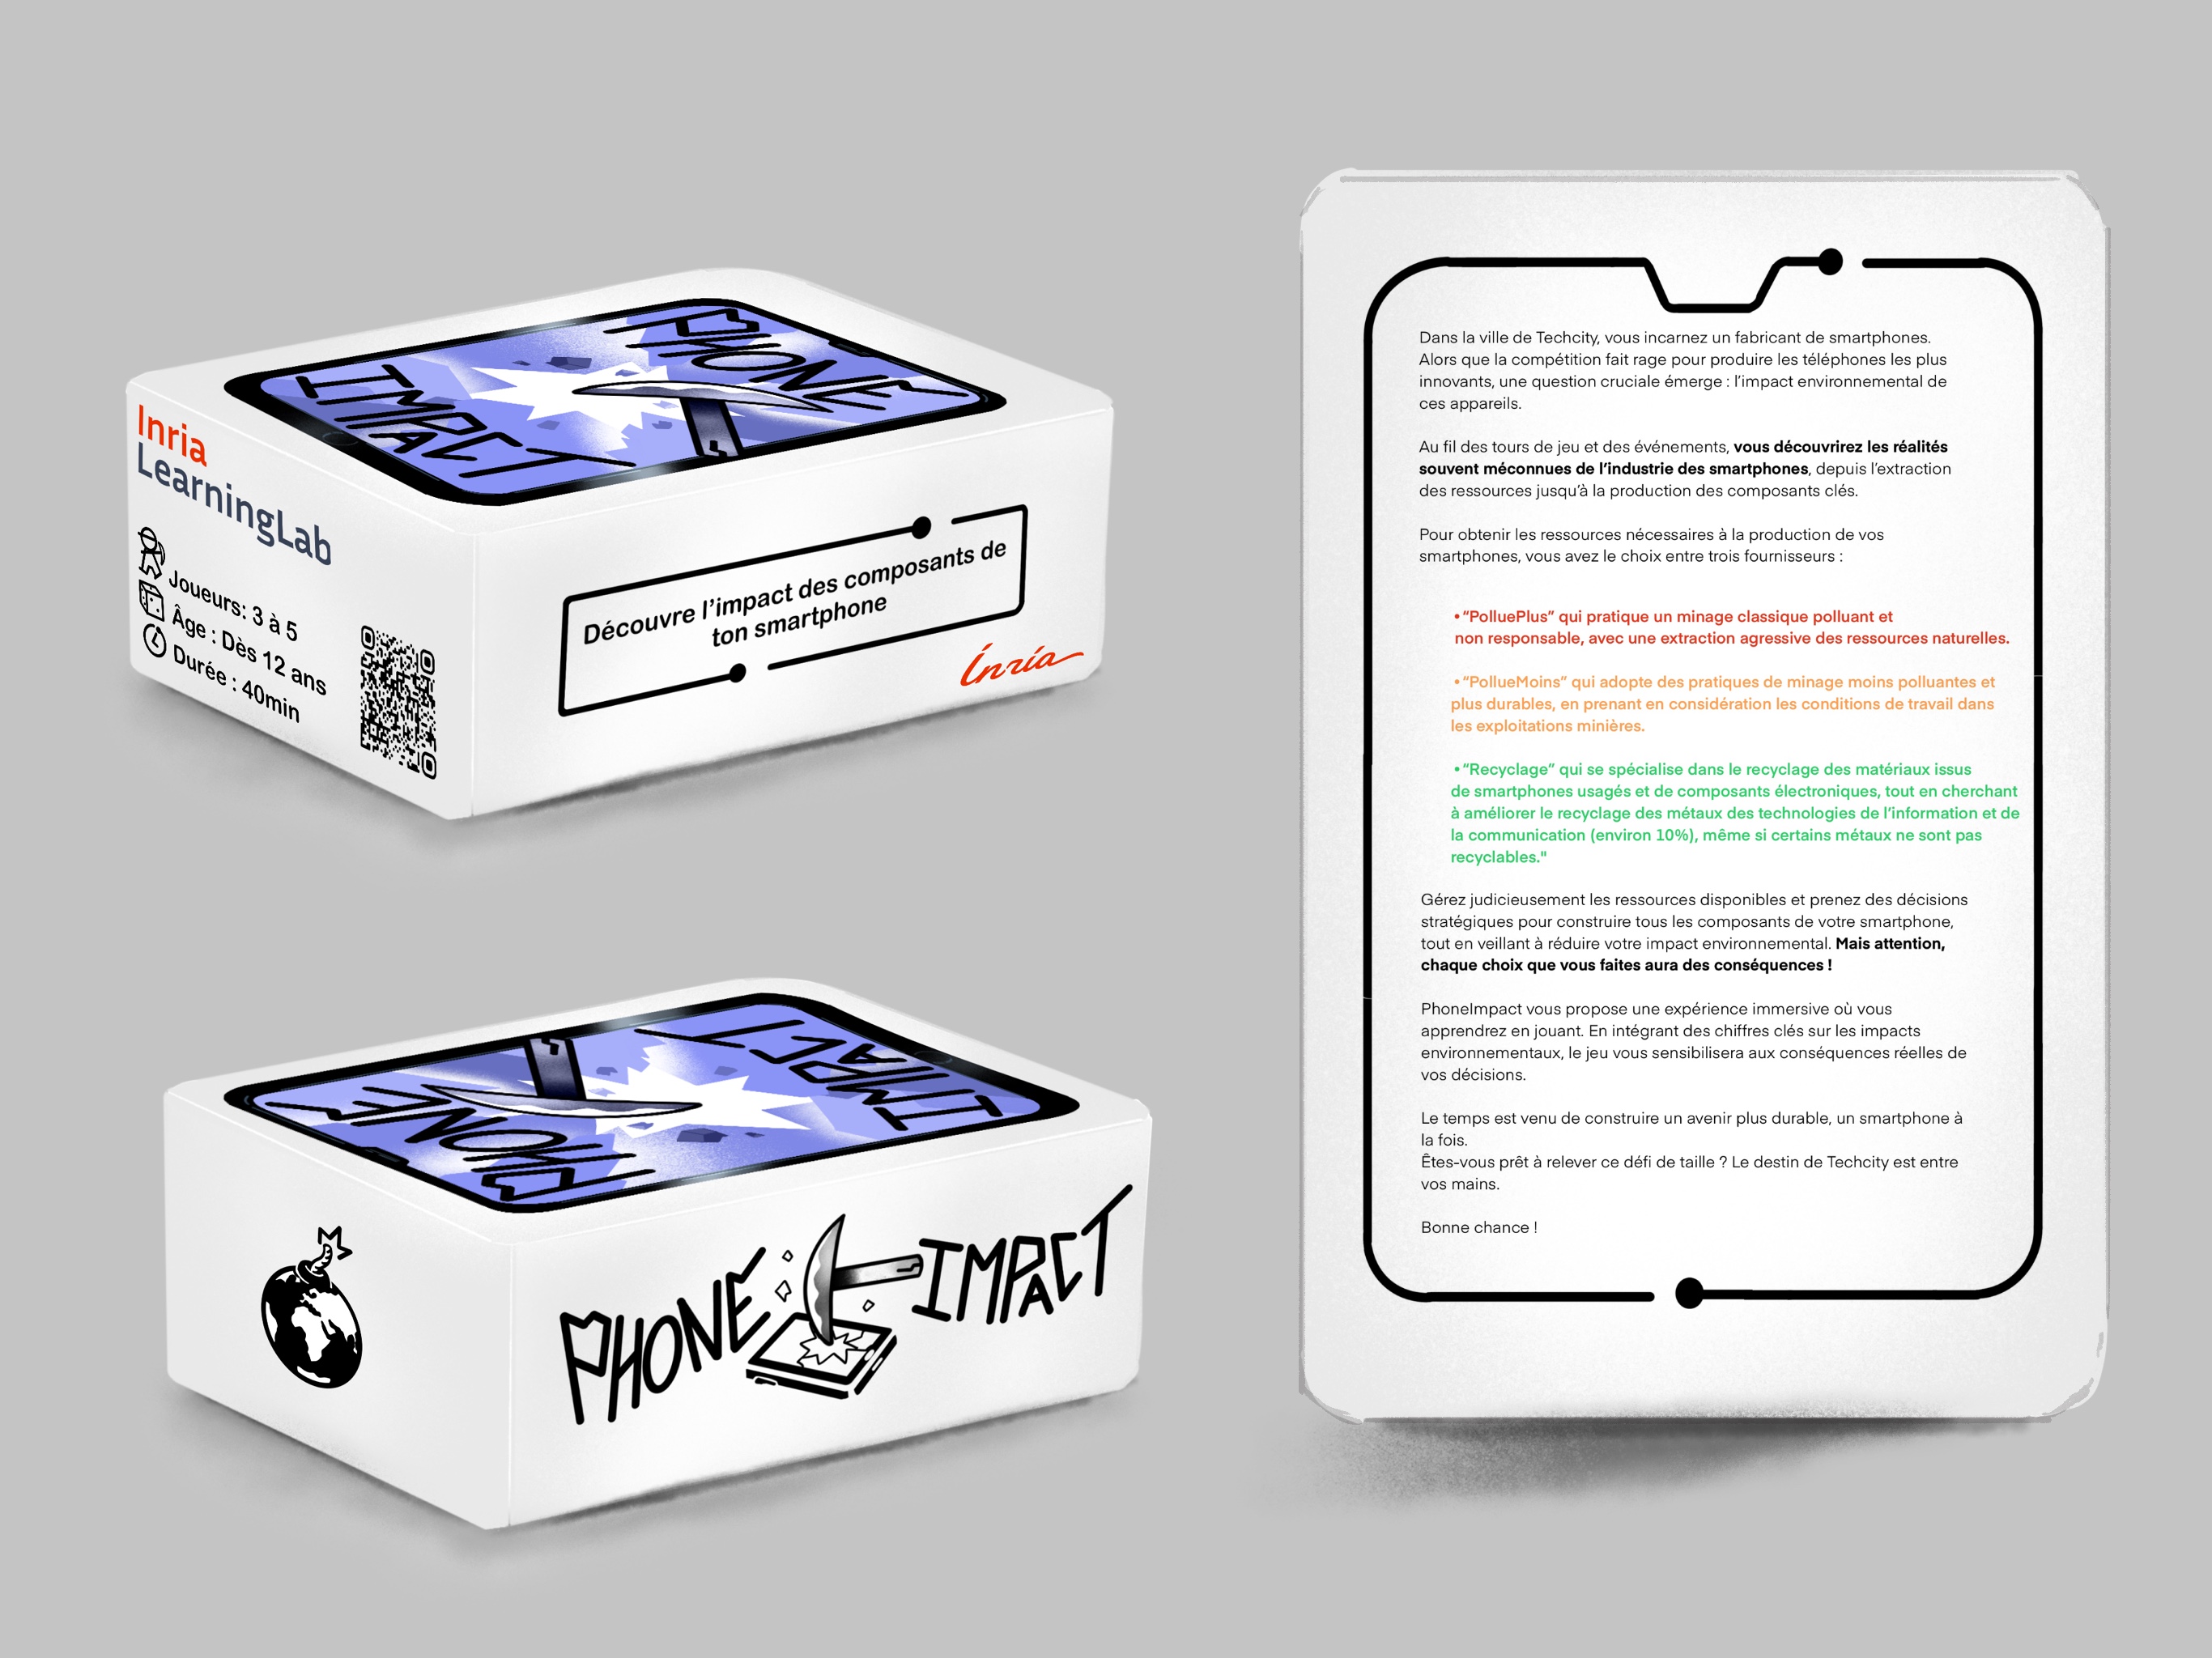 PHONE
IMPACT
Inria
LearningLab
Joueurs: 3 à 5
Âge : Dès 12 ans
Durée : 40min
Découvre l'impact des composants de
ton smartphone
Inria
PHONE
IMPACT
PHONE IMPACT
Dans la ville de Techcity, vous incarnez un fabricant de smartphones.
Alors que la compétition fait rage pour produire les téléphones les plus
innovants, une question cruciale émerge : l'impact environnemental de
ces appareils.
Au fil des tours de jeu et des événements, vous découvrirez les réalités
souvent méconnues de l'industrie des smartphones, depuis l'extraction
des ressources jusqu'à la production des composants clés.
Pour obtenir les ressources nécessaires à la production de vos
smartphones, vous avez le choix entre trois fournisseurs :
• “PolluePlus” qui pratique un minage classique polluant et
non responsable, avec une extraction agressive des ressources naturelles.
• “PollueMoins” qui adopte des pratiques de minage moins polluantes et
plus durables, en prenant en considération les conditions de travail dans
les exploitations minières.
• “Recyclage” qui se spécialise dans le recyclage des matériaux issus
de smartphones usagés et de composants électroniques, tout en cherchant
à améliorer le recyclage des métaux des technologies de l'information et de
la communication (environ 10%), même si certains métaux ne sont pas
recyclables."
Gérez judicieusement les ressources disponibles et prenez des décisions
stratégiques pour construire tous les composants de votre smartphone,
tout en veillant à réduire votre impact environnemental. Mais attention,
chaque choix que vous faites aura des conséquences !
PhoneImpact vous propose une expérience immersive où vous
apprendrez en jouant. En intégrant des chiffres clés sur les impacts
environnementaux, le jeu vous sensibilisera aux conséquences réelles de
vos décisions.
Le temps est venu de construire un avenir plus durable, un smartphone à
la fois.
Êtes-vous prêt à relever ce défi de taille ? Le destin de Techcity est entre
vos mains.
Bonne chance !